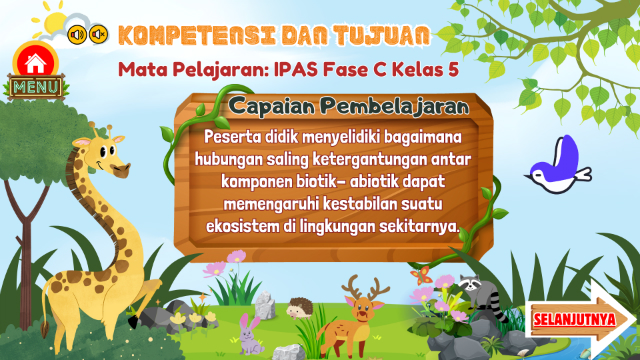 KOMPETENSI DAN TUJUAN
Mata Pelajaran: IPAS Fase C Kelas 5
MENU
Capaian Pembelajaran
Peserta didik menyelidiki bagaimana
hubungan saling ketergantungan antar
komponen biotik– abiotik dapat
memengaruhi kestabilan suatu
ekosistem di lingkungan sekitarnya.
SELANJUTNYA